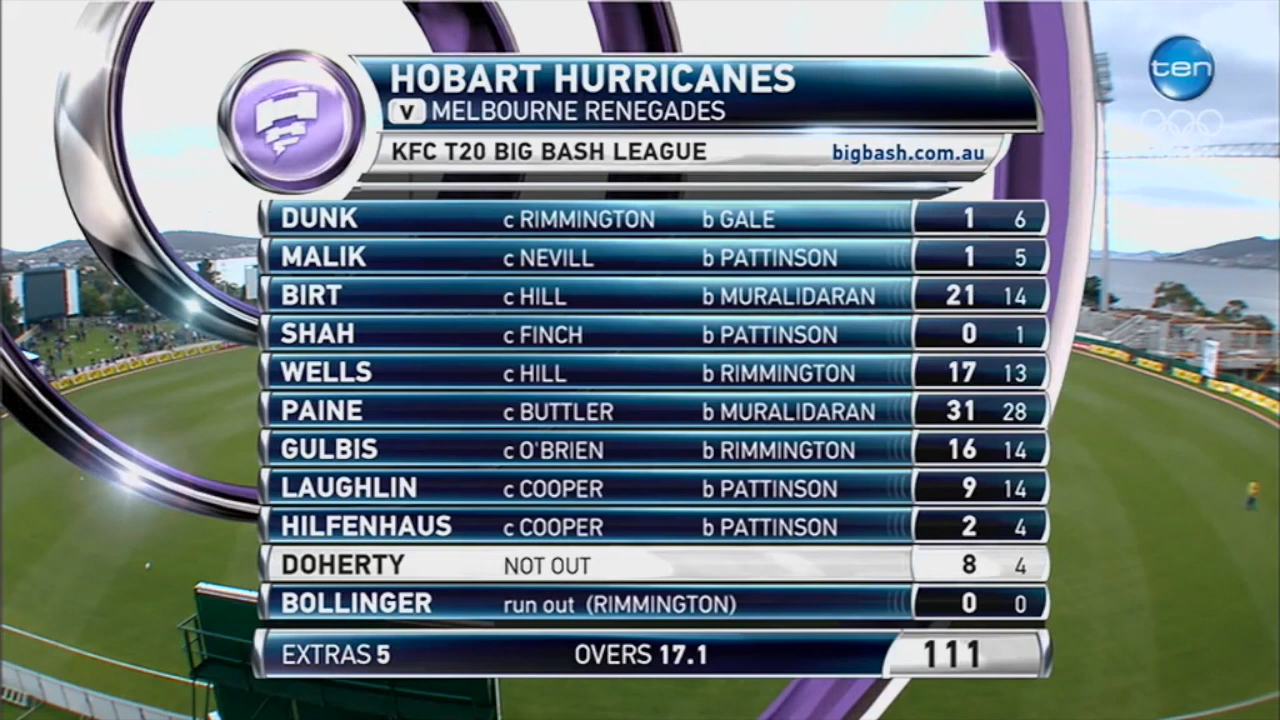 HOBART HURRICANES
V MELBOURNE RENEGADES
ten
KFC T20 BIG BASH LEAGUE bigbash.com.au
DUNK c RIMMINGTON b GALE 1 6
MALIK c NEVILL b PATTINSON 1 5
BIRT c HILL b MURALIDARAN 21 14
SHAH c FINCH b PATTINSON 0 1
WELLS c HILL b RIMMINGTON 17 13
PAINE c BUTTLER b MURALIDARAN 31 28
GULBIS c O'BRIEN b RIMMINGTON 16 14
LAUGHLIN c COOPER b PATTINSON 9 14
HILFENHAUS c COOPER b PATTINSON 2 4
DOHERTY NOT OUT 8 4
BOLLINGER run out (RIMMINGTON) 0 0
EXTRAS 5 OVERS 17.1 111